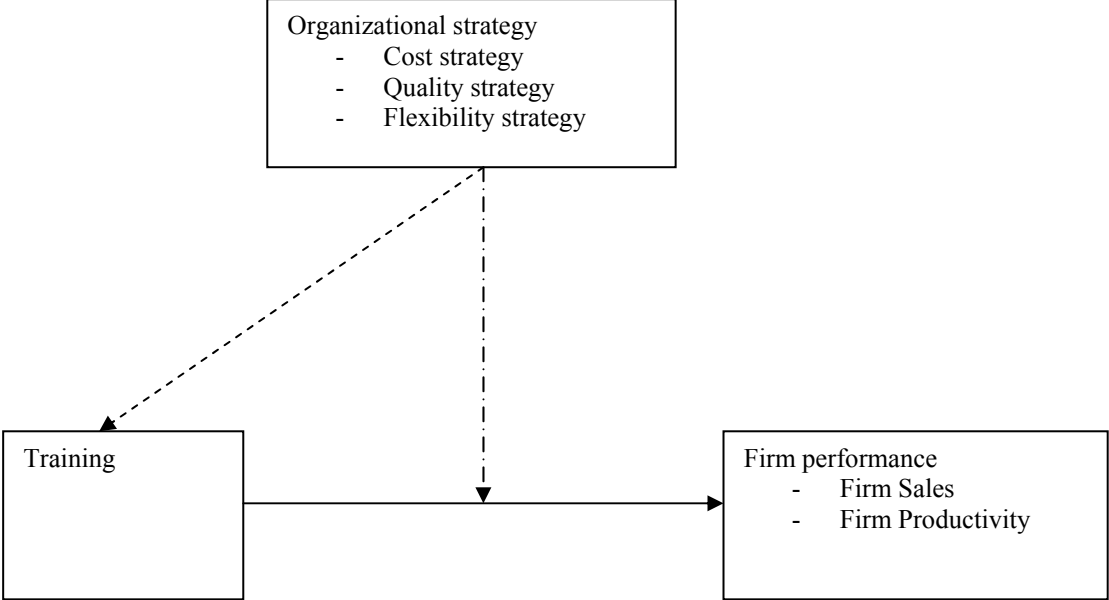 Organizational strategy
- Cost strategy
- Quality strategy
- Flexibility strategy
Training
Firm performance
- Firm Sales
- Firm Productivity